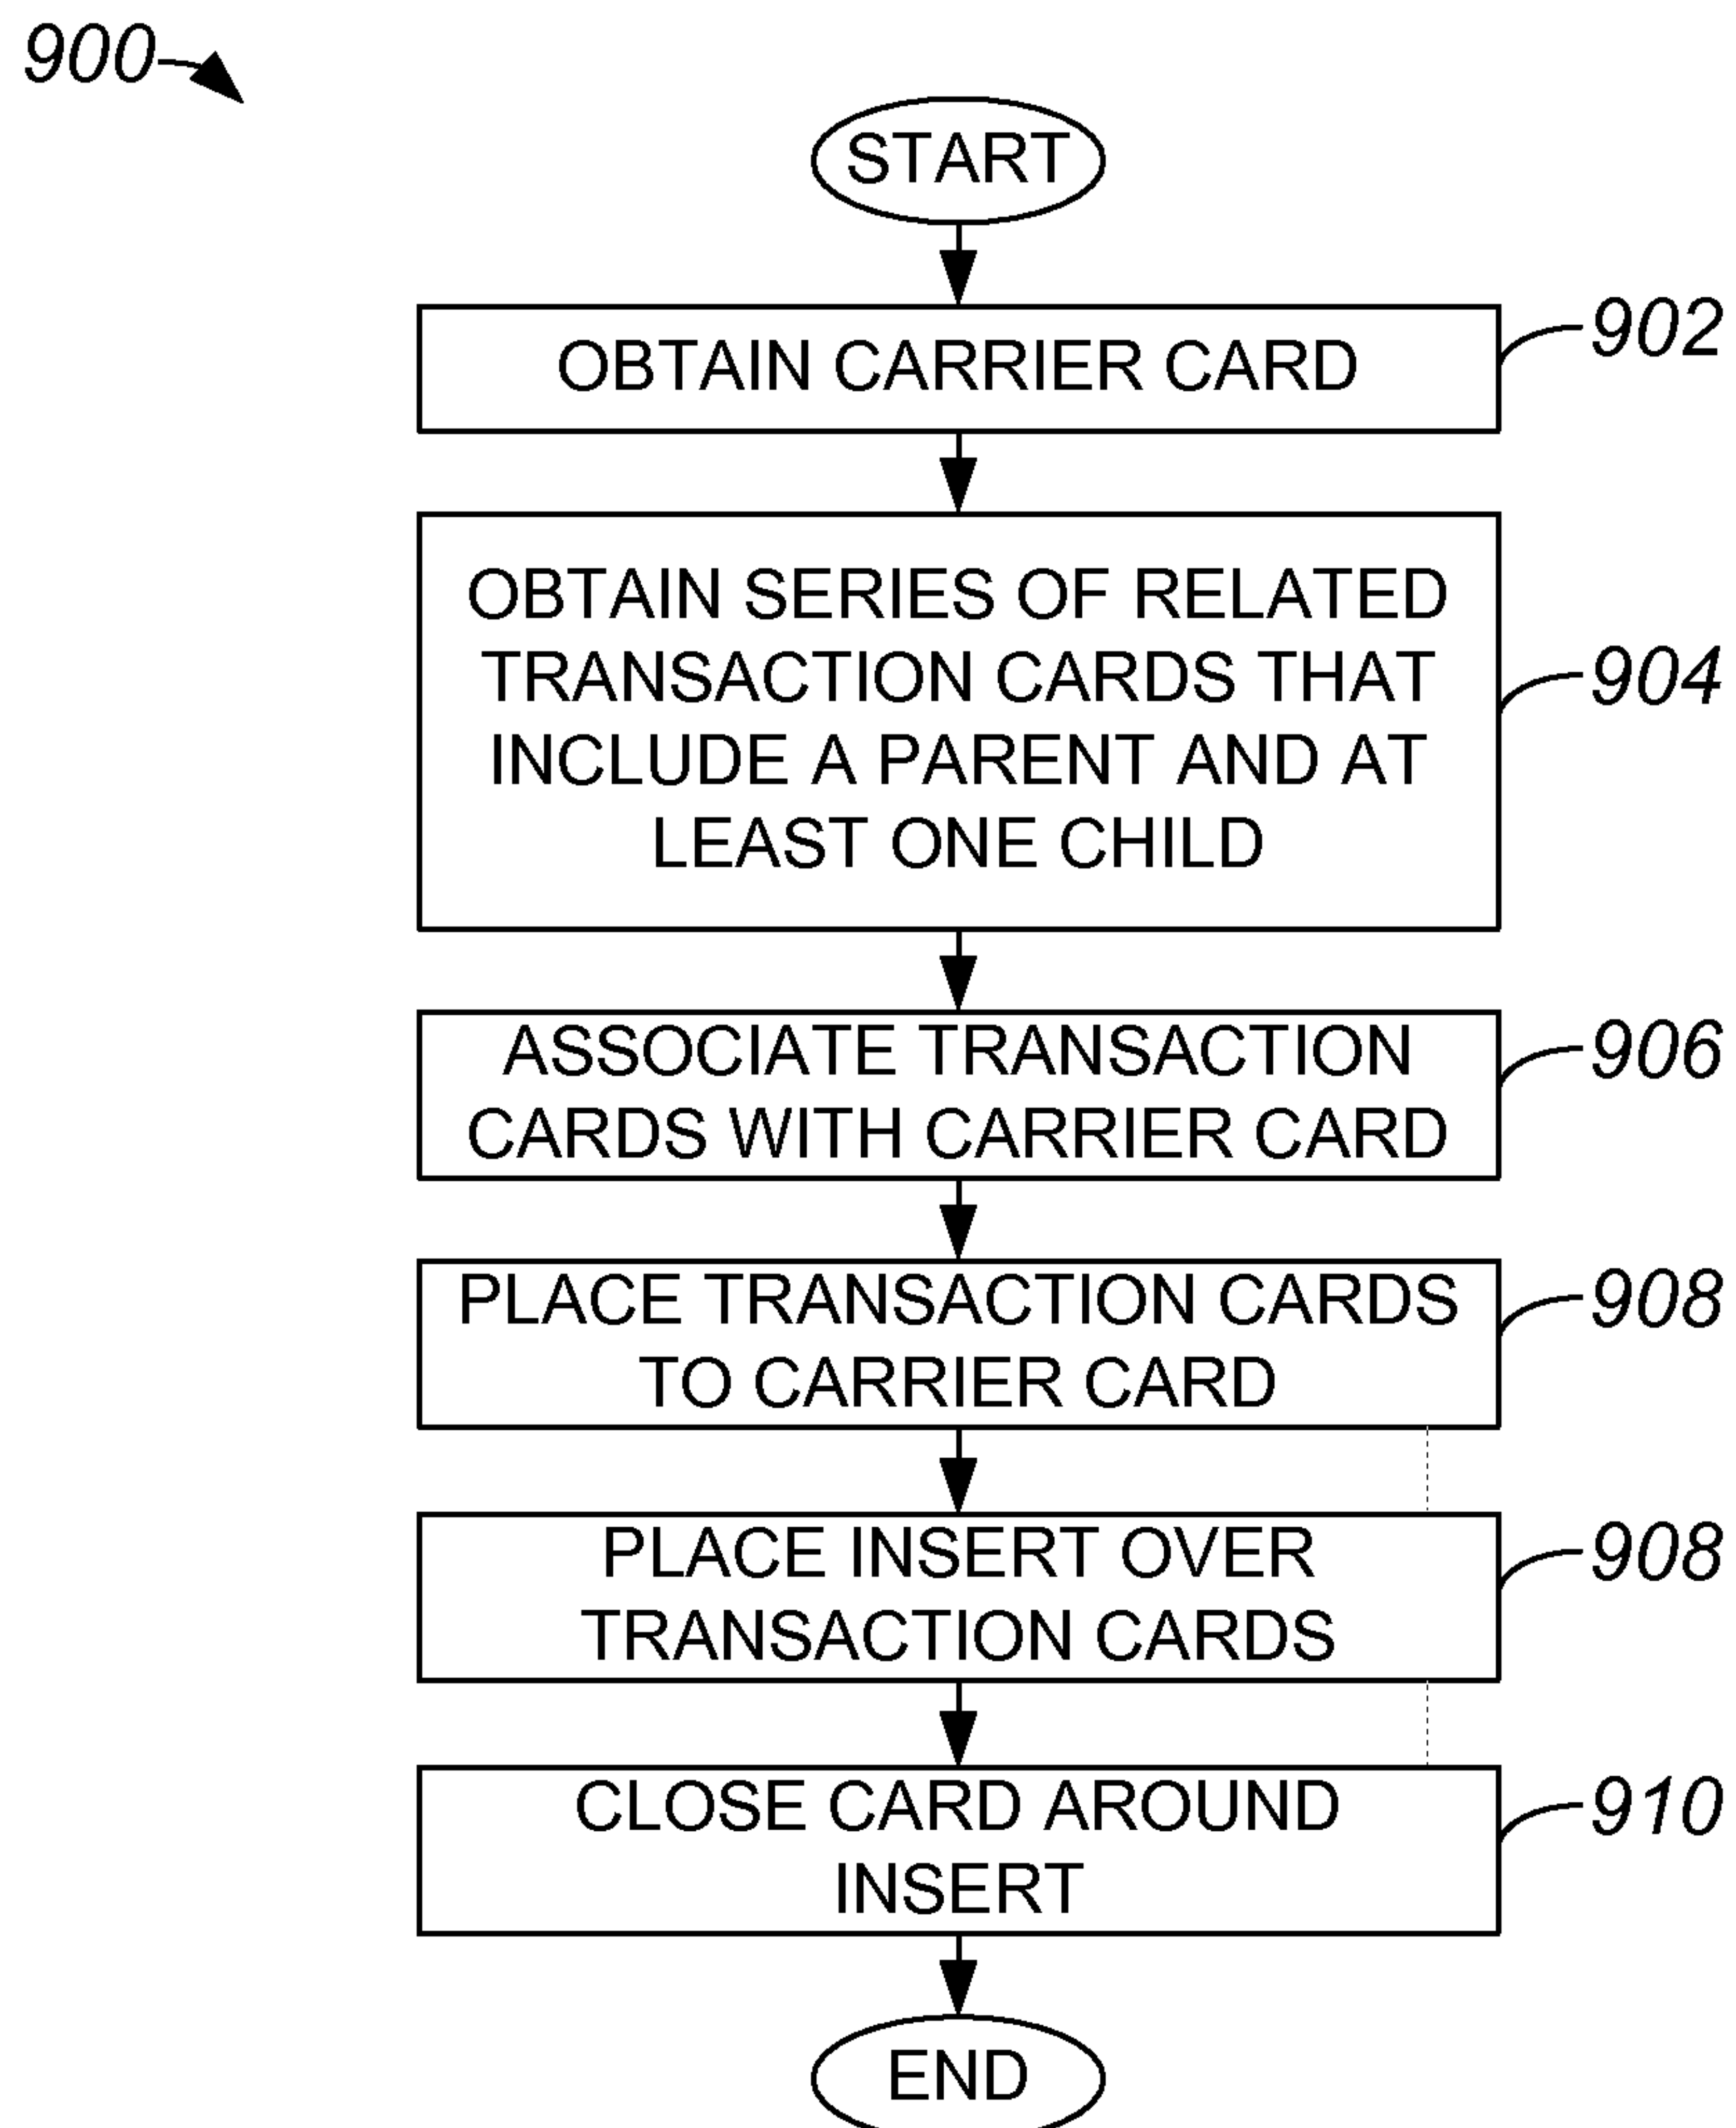 900
START
OBTAIN CARRIER CARD
902
OBTAIN SERIES OF RELATED
TRANSACTION CARDS THAT
INCLUDE A PARENT AND AT
LEAST ONE CHILD
904
ASSOCIATE TRANSACTION
CARDS WITH CARRIER CARD
906
PLACE TRANSACTION CARDS
TO CARRIER CARD
908
PLACE INSERT OVER
TRANSACTION CARDS
908
CLOSE CARD AROUND
INSERT
910
END